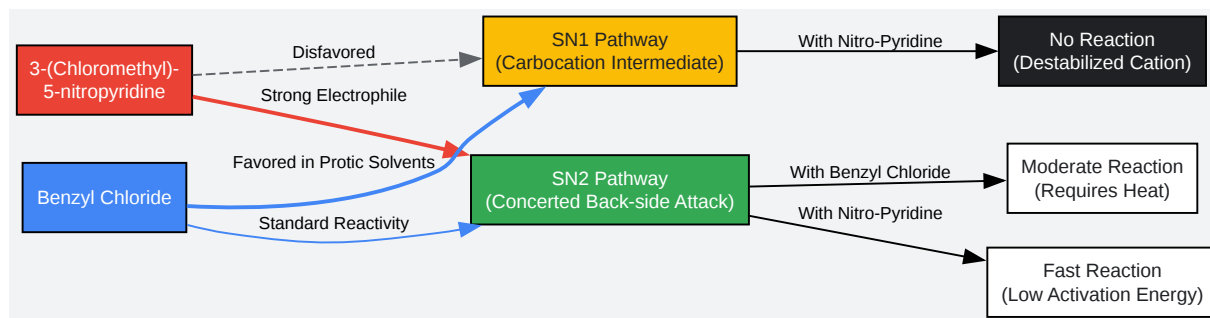 3-(Chloromethyl)-
5-nitropyridine
Disfavored
SN1 Pathway
(Carbocation Intermediate)
With Nitro-Pyridine
No Reaction
(Destabilized Cation)
Strong Electrophile
Favored in Protic Solvents
Benzyl Chloride
Standard Reactivity
SN2 Pathway
(Concerted Back-side Attack)
With Benzyl Chloride
Moderate Reaction
(Requires Heat)
With Nitro-Pyridine
Fast Reaction
(Low Activation Energy)